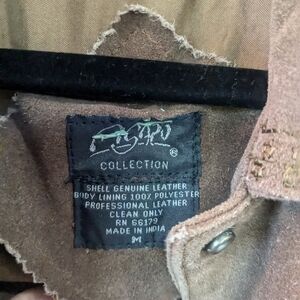 ®
COLLECTION
SHELL GENUINE LEATHER
BODY LINING 100% POLYESTER
PROFESSIONAL LEATHER
CLEAN ONLY
RN 66179
MADE IN INDIA
M